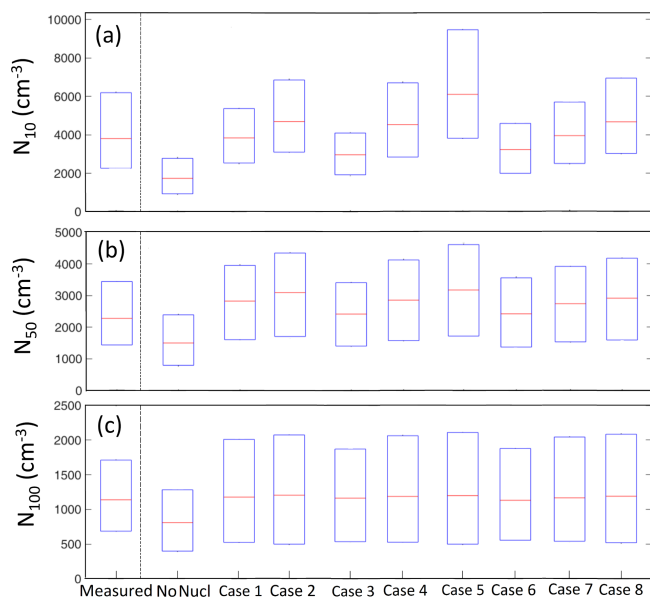 (a)
N10 (cm-3)
10000
8000
6000
4000
2000
0
(b)
N50 (cm-3)
5000
4000
3000
2000
1000
0
(c)
N100 (cm-3)
2500
2000
1500
1000
500
0
Measured No Nucl Case 1 Case 2 Case 3 Case 4 Case 5 Case 6 Case 7 Case 8